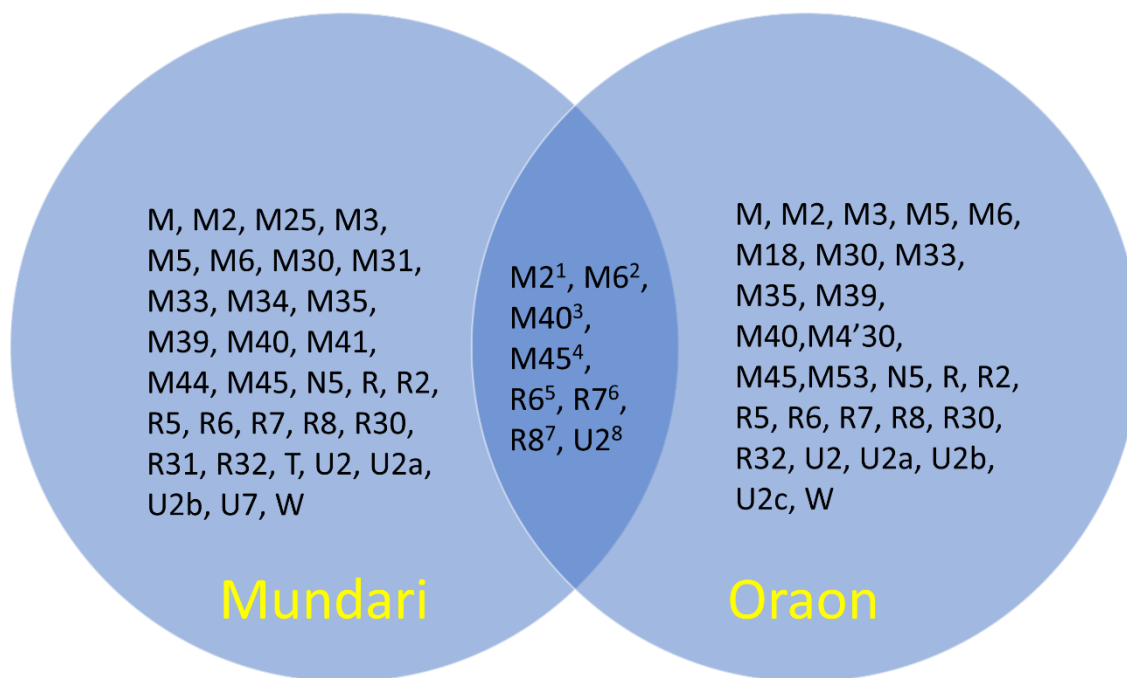 M, M2, M25, M3,
M5, M6, M30, M31,
M33, M34, M35,
M39, M40, M41,
M44, M45, N5, R, R2,
R5, R6, R7, R8, R30,
R31, R32, T, U2, U2a,
U2b, U7, W
Mundari
M2¹, M6²,
M40³,
M45⁴,
R6⁵, R7⁶,
R8⁷, U2⁸
M, M2, M3, M5, M6,
M18, M30, M33,
M35, M39,
M40,M4’30,
M45,M53, N5, R, R2,
R5, R6, R7, R8, R30,
R32, U2, U2a, U2b,
U2c, W
Oraon